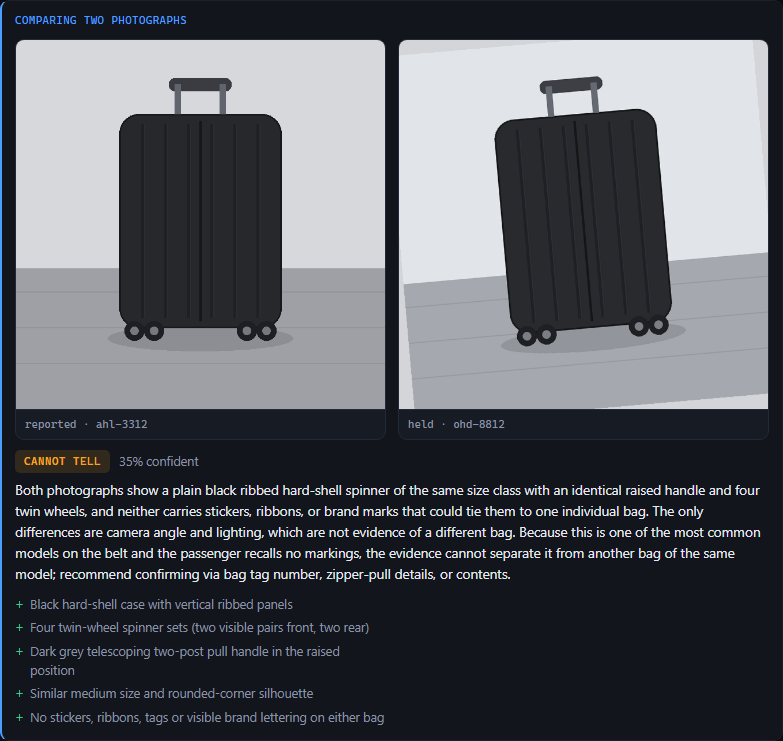 COMPARING TWO PHOTOGRAPHS
reported · ahl-3312
held · ohd-8812
CANNOT TELL 35% confident
Both photographs show a plain black ribbed hard-shell spinner of the same size class with an identical raised handle and four
twin wheels, and neither carries stickers, ribbons, or brand marks that could tie them to one individual bag. The only
differences are camera angle and lighting, which are not evidence of a different bag. Because this is one of the most common
models on the belt and the passenger recalls no markings, the evidence cannot separate it from another bag of the same
model; recommend confirming via bag tag number, zipper-pull details, or contents.
+ Black hard-shell case with vertical ribbed panels
+ Four twin-wheel spinner sets (two visible pairs front, two rear)
+ Dark grey telescoping two-post pull handle in the raised
position
+ Similar medium size and rounded-corner silhouette
+ No stickers, ribbons, tags or visible brand lettering on either bag